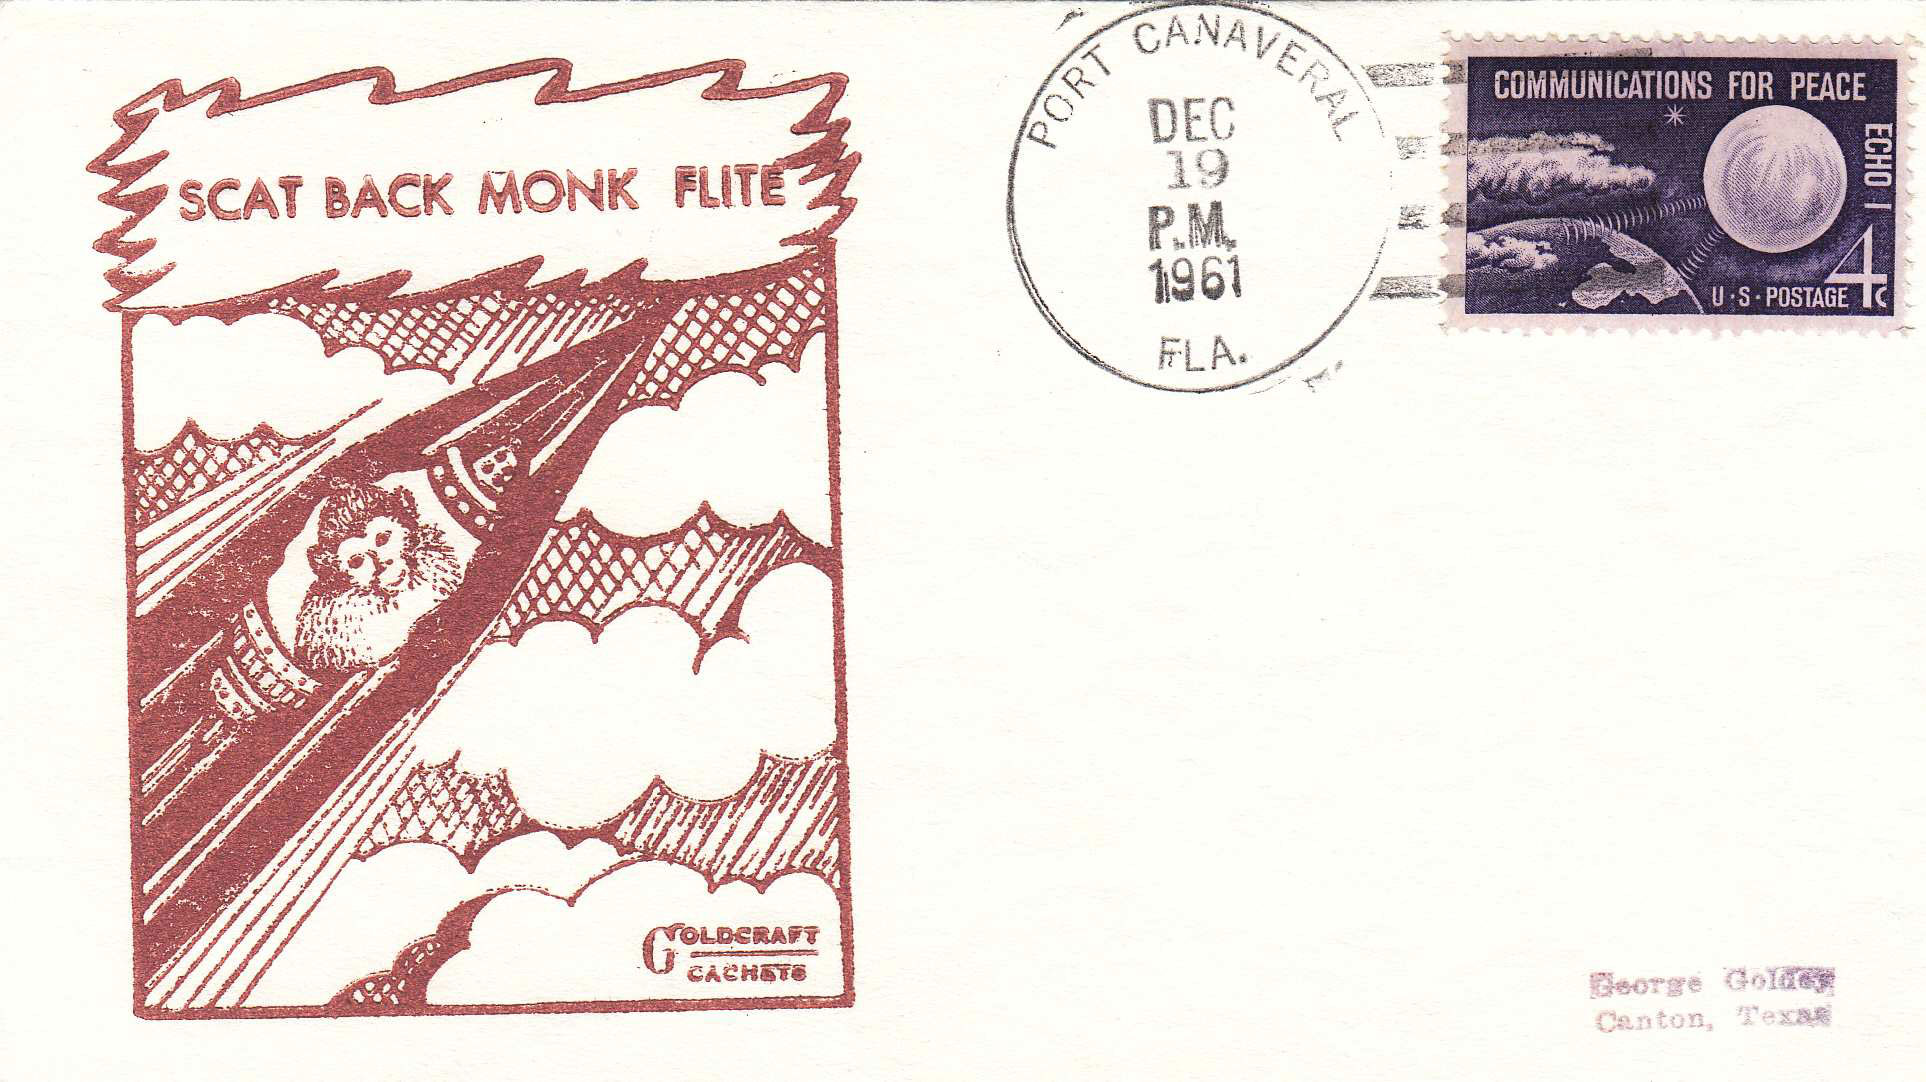 SCAT BACK MONK FLITE
GOLDCRAFT
CACHETS
PORT CANAVERAL
DEC
19
P.M.
1961
FLA.
COMMUNICATIONS FOR PEACE
ECHO I
U·S·POSTAGE 4c
George Goldey
Canton, Texas